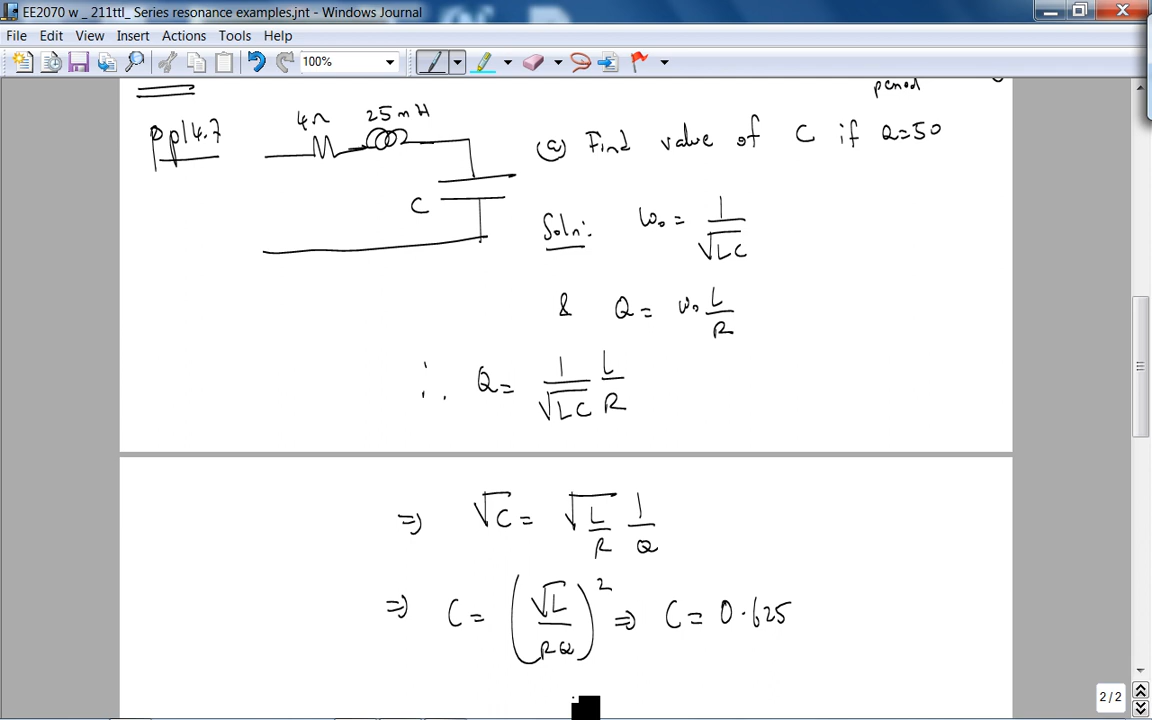 EE2070 w _ 211ttl_ Series resonance examples.jnt - Windows Journal
File Edit View Insert Actions Tools Help
100%
period
pp14.7
4Ω 25mH
C
(a) Find value of C if Q=50
Soln: ω₀ = 1/√LC
& Q = ω₀ L/R
∴ Q = 1/√LC L/R
⇒ √C = √L/R 1/Q
⇒ C = (√L/RQ)² ⇒ C = 0.625
2/2